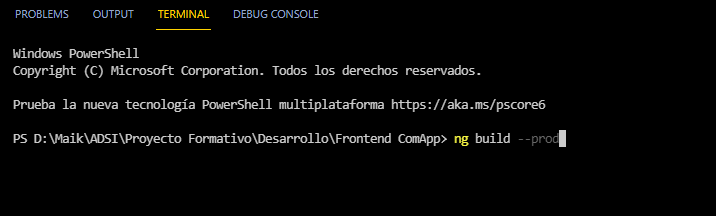 PROBLEMS OUTPUT TERMINAL DEBUG CONSOLE
Windows PowerShell
Copyright (C) Microsoft Corporation. Todos los derechos reservados.
Prueba la nueva tecnología PowerShell multiplataforma https://aka.ms/pscore6
PS D:\Maik\ADSI\Proyecto Formativo\Desarrollo\Frontend ComApp> ng build --prod